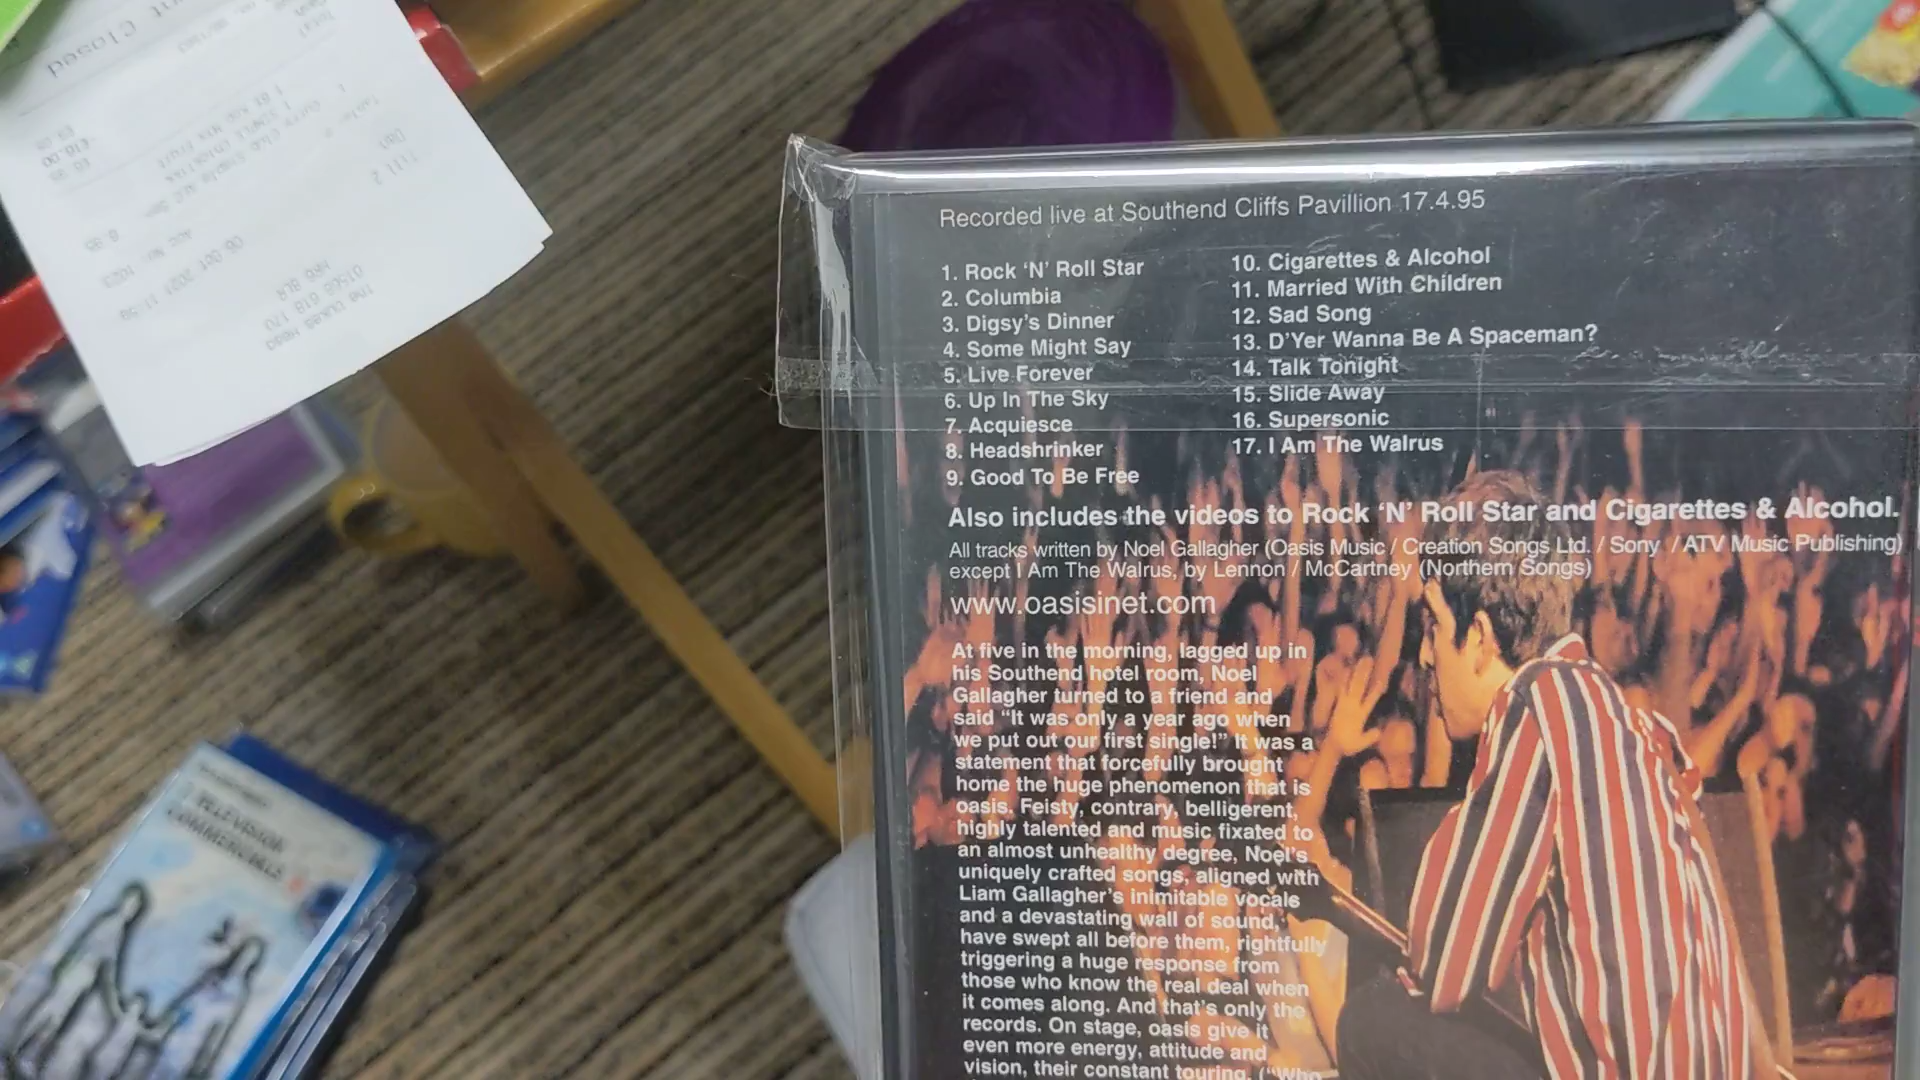 Recorded live at Southend Cliffs Pavillion 17.4.95
1. Rock ‘N’ Roll Star
2. Columbia
3. Digsy's Dinner
4. Some Might Say
5. Live Forever
6. Up In The Sky
7. Acquiesce
8. Headshrinker
9. Good To Be Free
10. Cigarettes & Alcohol
11. Married With Children
12. Sad Song
13. D'Yer Wanna Be A Spaceman?
14. Talk Tonight
15. Slide Away
16. Supersonic
17. I Am The Walrus
Also includes the videos to Rock ‘N’ Roll Star and Cigarettes & Alcohol.
All tracks written by Noel Gallagher (Oasis Music / Creation Songs Ltd. / Sony / ATV Music Publishing)
except I Am The Walrus, by Lennon / McCartney (Northern Songs)
www.oasisinet.com
At five in the morning, lagged up in
his Southend hotel room, Noel
Gallagher turned to a friend and
said “It was only a year ago when
we put out our first single!” It was a
statement that forcefully brought
home the huge phenomenon that is
oasis. Feisty, contrary, belligerent,
highly talented and music fixated to
an almost unhealthy degree, Noel's
uniquely crafted songs, aligned with
Liam Gallagher's inimitable vocals
and a devastating wall of sound,
have swept all before them, rightfully
triggering a huge response from
those who know the real deal when
it comes along. And that's only the
records. On stage, oasis give it
even more energy, attitude and
vision, their constant touring, (“Who
TELEVISION
COMMERCIALS
Closed
Till 2